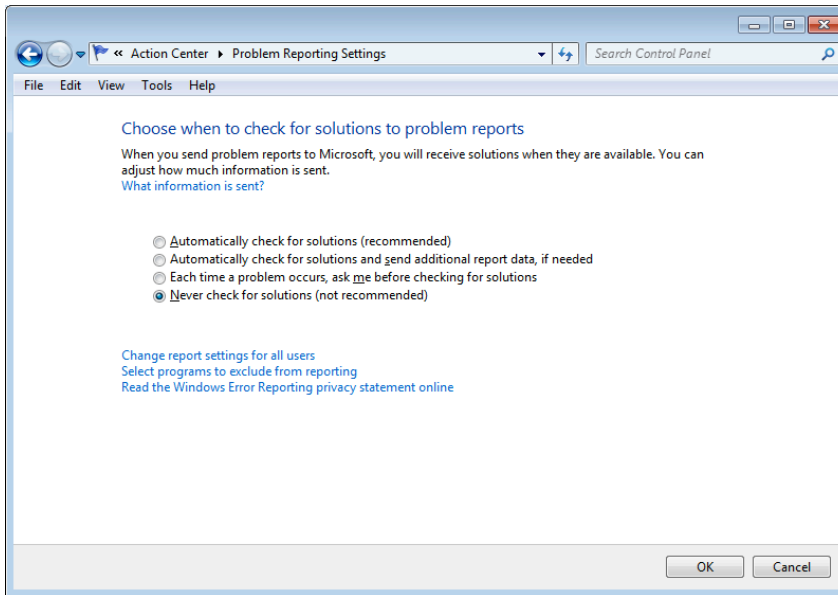 « Action Center ▸ Problem Reporting Settings
Search Control Panel
File Edit View Tools Help
Choose when to check for solutions to problem reports
When you send problem reports to Microsoft, you will receive solutions when they are available. You can
adjust how much information is sent.
What information is sent?
Automatically check for solutions (recommended)
Automatically check for solutions and send additional report data, if needed
Each time a problem occurs, ask me before checking for solutions
Never check for solutions (not recommended)
Change report settings for all users
Select programs to exclude from reporting
Read the Windows Error Reporting privacy statement online
OK Cancel